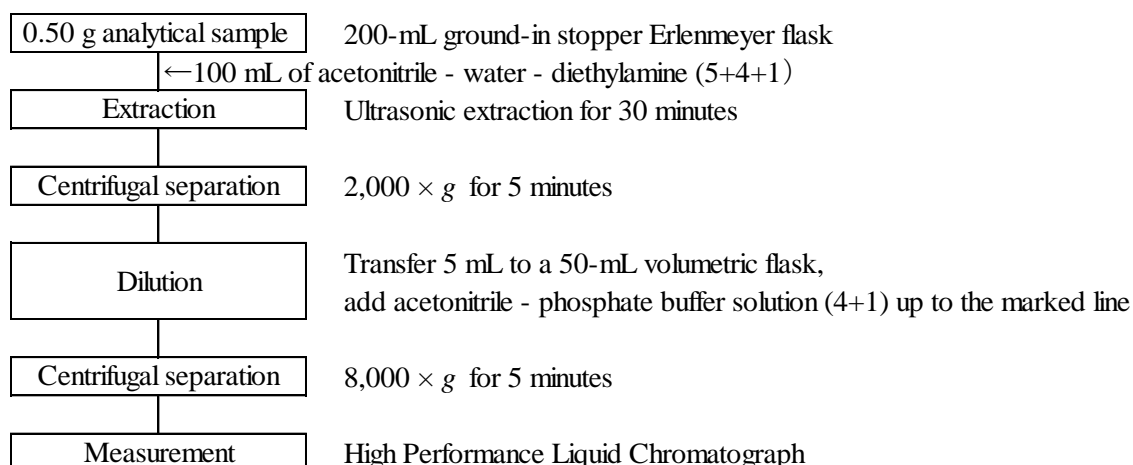 0.50 g analytical sample 200-mL ground-in stopper Erlenmeyer flask
←100 mL of acetonitrile - water - diethylamine (5+4+1)
Extraction Ultrasonic extraction for 30 minutes
Centrifugal separation 2,000 × g for 5 minutes
Dilution
Transfer 5 mL to a 50-mL volumetric flask,
add acetonitrile - phosphate buffer solution (4+1) up to the marked line
Centrifugal separation 8,000 × g for 5 minutes
Measurement High Performance Liquid Chromatograph